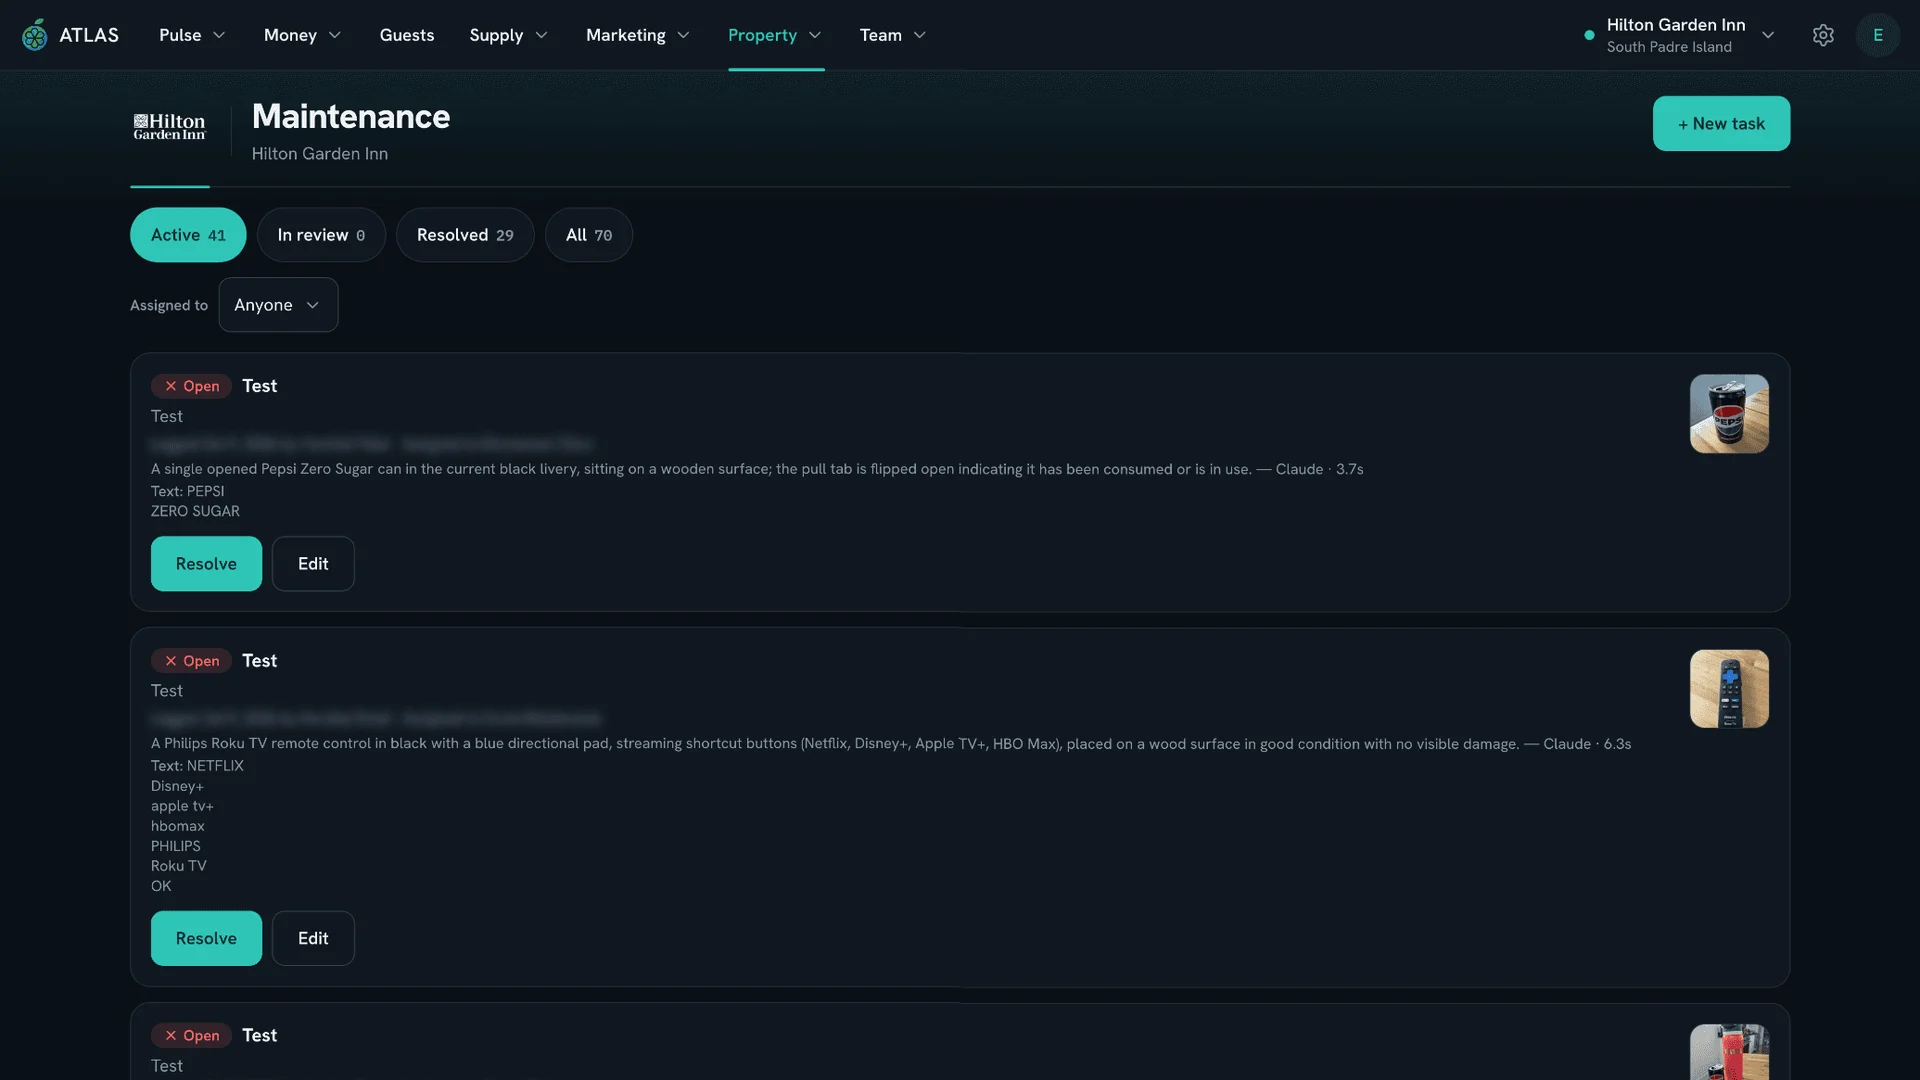 ATLAS
Pulse
Money
Guests
Supply
Marketing
Property
Team
Hilton Garden Inn
South Padre Island
E
Hilton
Garden Inn
Maintenance
Hilton Garden Inn
+ New task
Active 41
In review 0
Resolved 29
All 70
Assigned to
Anyone
Open
Test
Test
A single opened Pepsi Zero Sugar can in the current black livery, sitting on a wooden surface; the pull tab is flipped open indicating it has been consumed or is in use. — Claude · 3.7s
Text: PEPSI
ZERO SUGAR
Resolve
Edit
Open
Test
Test
A Philips Roku TV remote control in black with a blue directional pad, streaming shortcut buttons (Netflix, Disney+, Apple TV+, HBO Max), placed on a wood surface in good condition with no visible damage. — Claude · 6.3s
Text: NETFLIX
Disney+
apple tv+
hbomax
PHILIPS
Roku TV
OK
Resolve
Edit
Open
Test
Test